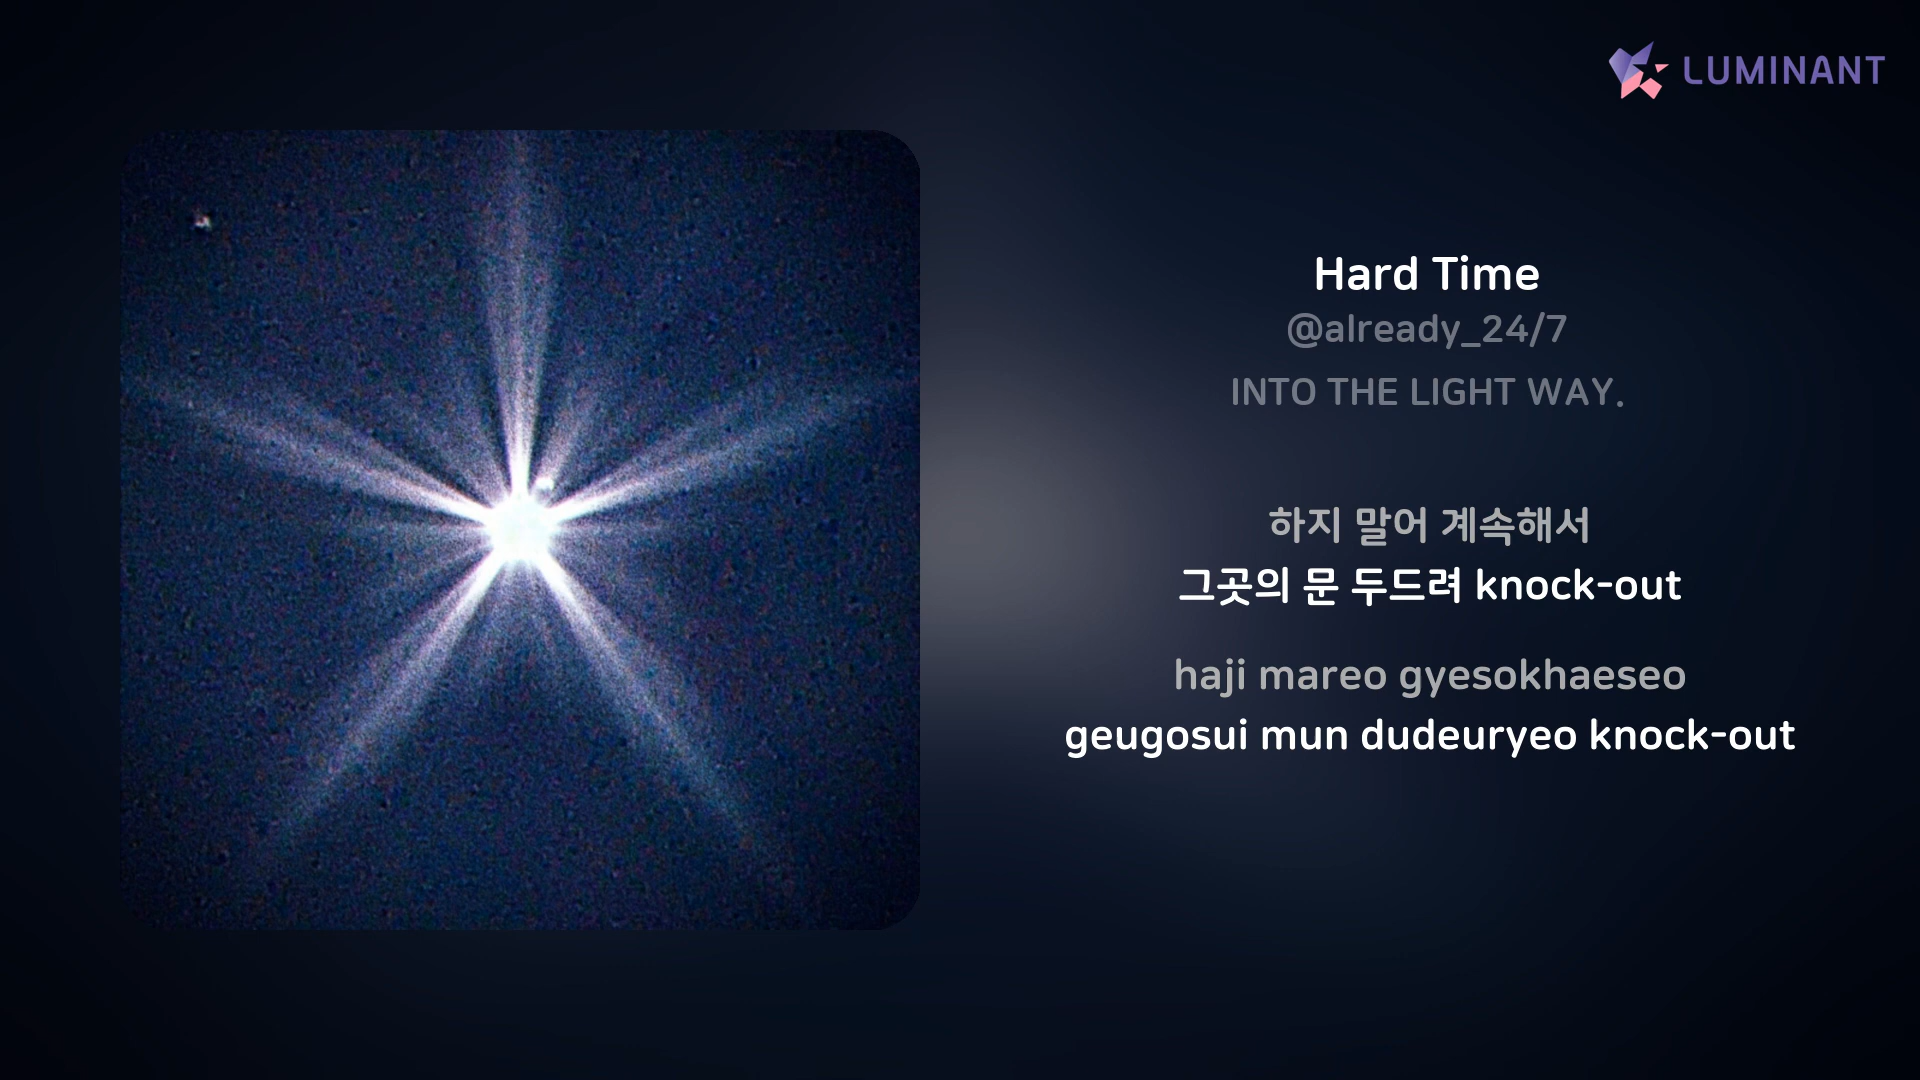 LUMINANT
Hard Time
@already_24/7
INTO THE LIGHT WAY.
하지 말어 계속해서
그곳의 문 두드려 knock-out
haji mareo gyesokhaeseo
geugosui mun dudeuryeo knock-out